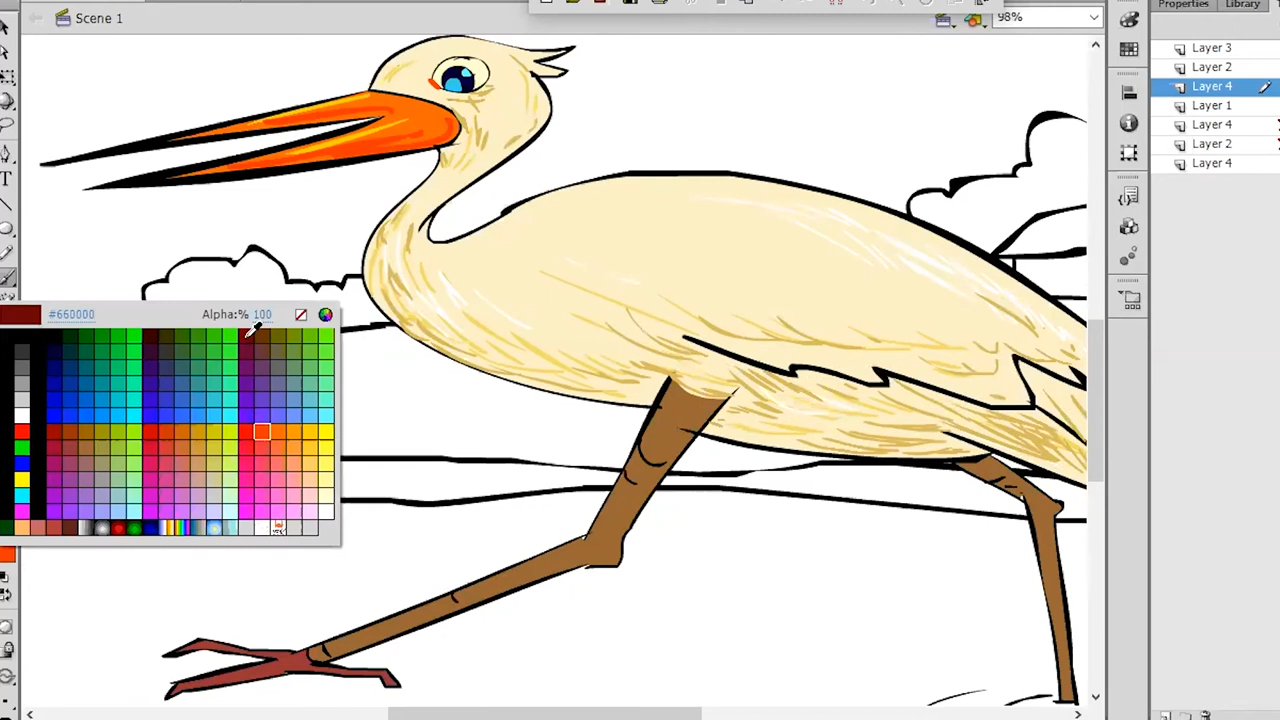 Properties
Library
Scene 1
98%
Layer 3
Layer 2
Layer 4
Layer 1
Layer 4
Layer 2
Layer 4
#660000
Alpha:% 100
T